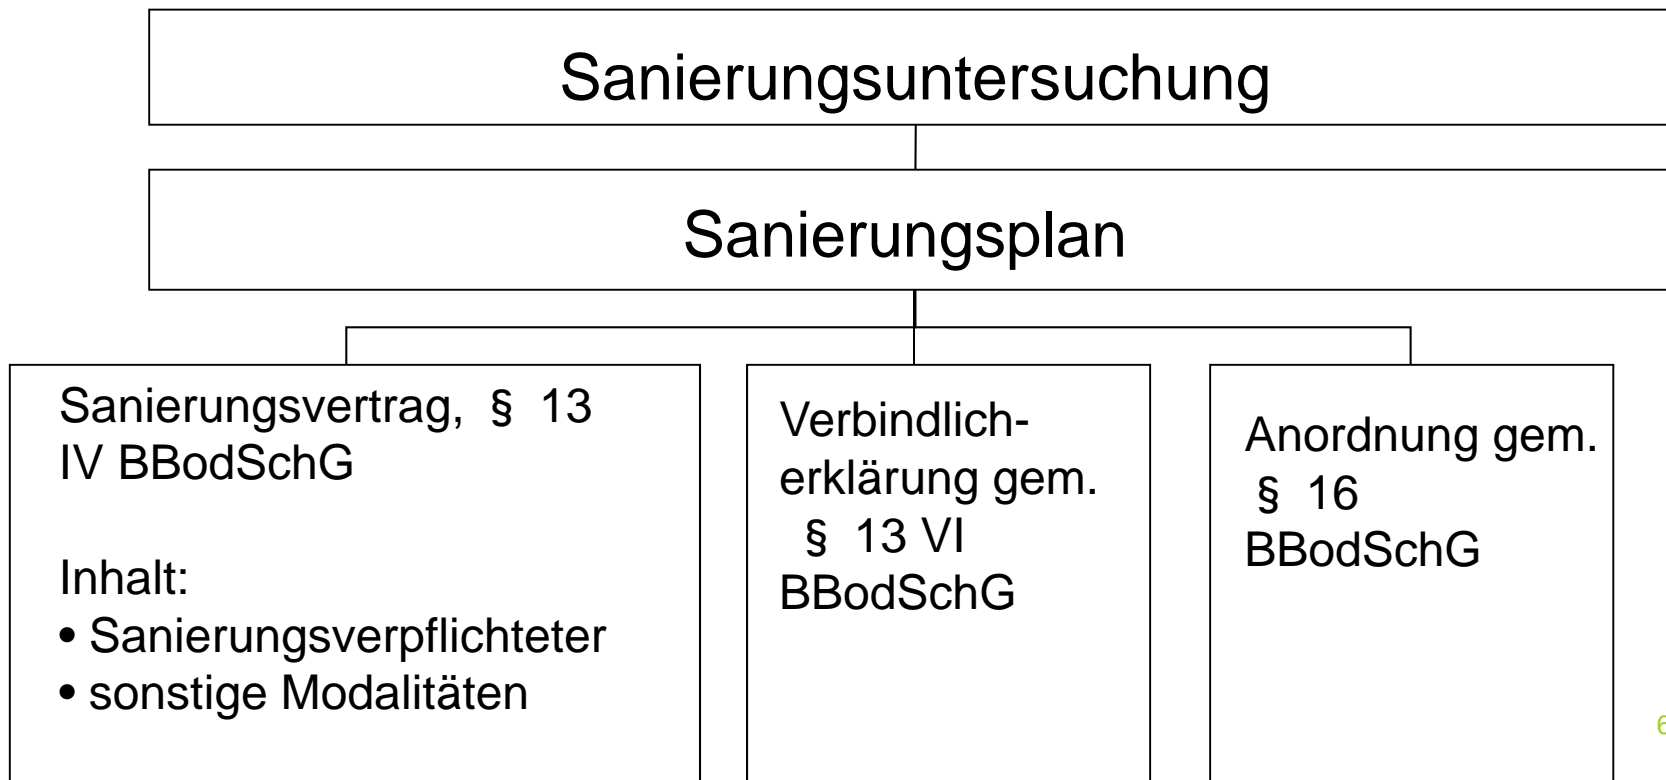 Sanierungsuntersuchung
Sanierungsplan
Sanierungsvertrag, § 13
IV BBodSchG
Inhalt:
• Sanierungsverpflichteter
• sonstige Modalitäten
Verbindlich-
erklärung gem.
§ 13 VI
BBodSchG
Anordnung gem.
§ 16
BBodSchG